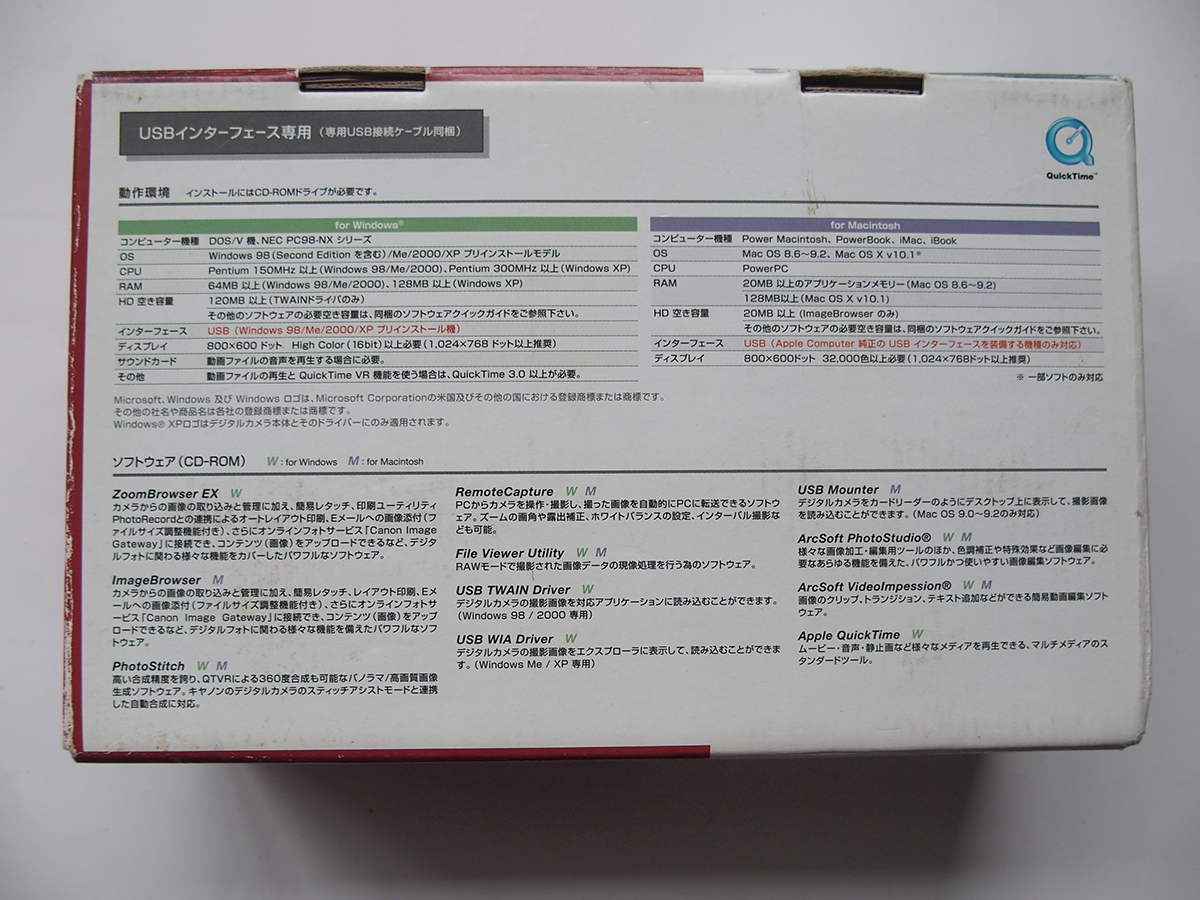 USBインターフェース専用（専用USB接続ケーブル同梱）
QuickTime™
動作環境 インストールにはCD-ROMドライブが必要です。
for Windows®
コンピューター機種 DOS/V 機、NEC PC98-NX シリーズ
OS Windows 98（Second Edition を含む）/Me/2000/XP プリインストールモデル
CPU Pentium 150MHz 以上（Windows 98/Me/2000）、Pentium 300MHz 以上（Windows XP）
RAM 64MB 以上（Windows 98/Me/2000）、128MB 以上（Windows XP）
HD 空き容量 120MB 以上（TWAINドライバのみ）
その他のソフトウェアの必要空き容量は、同梱のソフトウェアクイックガイドをご参照下さい。
インターフェース USB（Windows 98/Me/2000/XP プリインストール機）
ディスプレイ 800×600 ドット High Color（16bit）以上必要（1,024×768 ドット以上推奨）
サウンドカード 動画ファイルの音声を再生する場合に必要。
その他 動画ファイルの再生と QuickTime VR 機能を使う場合は、QuickTime 3.0 以上が必要。
for Macintosh
コンピューター機種 Power Macintosh、PowerBook、iMac、iBook
OS Mac OS 8.6～9.2、Mac OS X v10.1※
CPU PowerPC
RAM 20MB 以上のアプリケーションメモリー（Mac OS 8.6～9.2）
128MB以上（Mac OS X v10.1）
HD 空き容量 20MB 以上（ImageBrowser のみ）
その他のソフトウェアの必要空き容量は、同梱のソフトウェアクイックガイドをご参照下さい。
インターフェース USB（Apple Computer 純正の USB インターフェースを装備する機種のみ対応）
ディスプレイ 800×600ドット 32,000色以上必要（1,024×768ドット以上推奨）
※ 一部ソフトのみ対応
Microsoft、Windows 及び Windows ロゴは、Microsoft Corporationの米国及びその他の国における登録商標または商標です。
その他の社名や商品名は各社の登録商標または商標です。
Windows® XPロゴはデジタルカメラ本体とそのドライバーにのみ適用されます。
ソフトウェア（CD-ROM） W : for Windows M : for Macintosh
ZoomBrowser EX W
カメラからの画像の取り込みと管理に加え、簡易レタッチ、印刷ユーティリティ
PhotoRecordとの連携によるオートレイアウト印刷、Eメールへの画像添付（フ
ァイルサイズ調整機能付き）、さらにオンラインフォトサービス「Canon Image
Gateway」に接続でき、コンテンツ（画像）をアップロードできるなど、デジタ
ルフォトに関わる様々な機能をカバーしたパワフルなソフトウェア。
ImageBrowser M
カメラからの画像の取り込みと管理に加え、簡易レタッチ、レイアウト印刷、Eメ
ールへの画像添付（ファイルサイズ調整機能付き）、さらにオンラインフォトサ
ービス「Canon Image Gateway」に接続でき、コンテンツ（画像）をアップ
ロードできるなど、デジタルフォトに関わる様々な機能を備えたパワフルなソフ
トウェア。
PhotoStitch W M
高い合成精度を誇り、QTVRによる360度合成も可能なパノラマ/高画質画像
生成ソフトウェア。キヤノンのデジタルカメラのスティッチアシストモードと連携
した自動合成に対応。
RemoteCapture W M
PCからカメラを操作・撮影し、撮った画像を自動的にPCに転送できるソフトウ
ェア。ズームの画角や露出補正、ホワイトバランスの設定、インターバル撮影な
ども可能。
File Viewer Utility W M
RAWモードで撮影された画像データの現像処理を行う為のソフトウェア。
USB TWAIN Driver W
デジタルカメラの撮影画像を対応アプリケーションに読み込むことができます。
（Windows 98 / 2000 専用）
USB WIA Driver W
デジタルカメラの撮影画像をエクスプローラに表示して、読み込むことができま
す。（Windows Me / XP 専用）
USB Mounter M
デジタルカメラをカードリーダーのようにデスクトップ上に表示して、撮影画像
を読み込むことができます。（Mac OS 9.0～9.2のみ対応）
ArcSoft PhotoStudio® W M
様々な画像加工・編集用ツールのほか、色調補正や特殊効果など画像編集に必
要なあらゆる機能を備えた、パワフルかつ使いやすい画像編集ソフトウェア。
ArcSoft VideoImpession® W M
画像のクリップ、トランジション、テキスト追加などができる簡易動画編集ソフト
ウェア。
Apple QuickTime W
ムービー・音声・静止画など様々なメディアを再生できる、マルチメディアのス
タンダードツール。